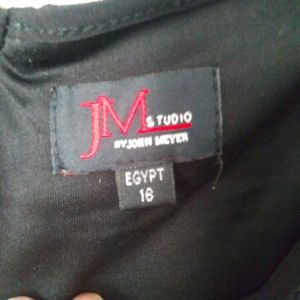 JM STUDIO
BY JOHN MEYER
EGYPT
16